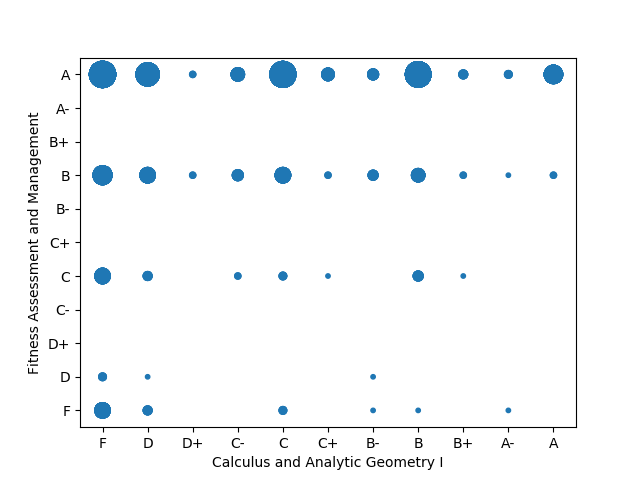 Fitness Assessment and Management
A
A-
B+
B
B-
C+
C
C-
D+
D
F
F D D+ C- C C+ B- B B+ A- A
Calculus and Analytic Geometry I